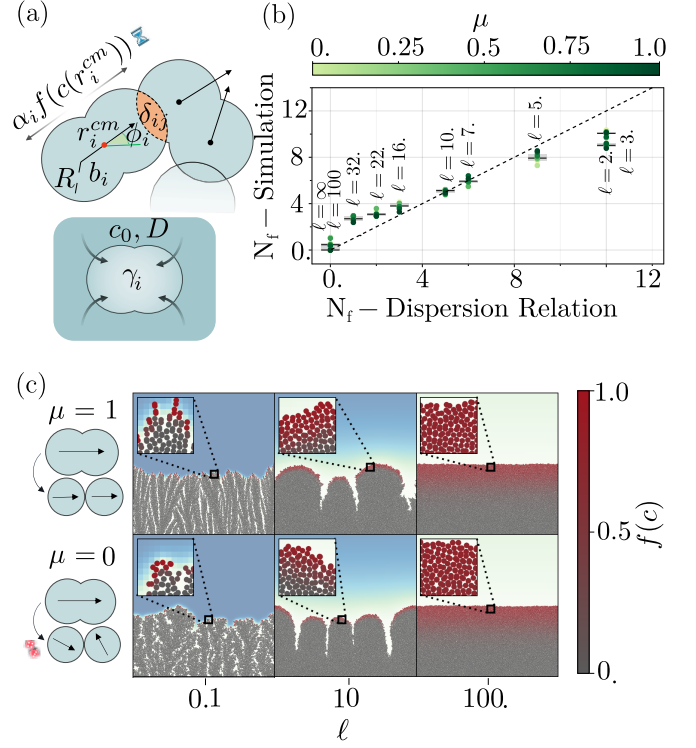 (a)
α_i f(c(r_i^{cm}))
δ_{ij}
r_i^{cm}
ϕ_i
R, b_i
c_0, D
γ_i
(b)
μ
0. 0.25 0.5 0.75 1.0
N_f − Simulation
12
8
4
0.
ℓ = ∞
ℓ = 100
ℓ = 32.
ℓ = 22.
ℓ = 16.
ℓ = 10.
ℓ = 7.
ℓ = 5.
ℓ = 2.
ℓ = 3.
0. 4 8 12
N_f − Dispersion Relation
(c)
μ = 1
μ = 0
0.1 10 100.
ℓ
1.0
0.5
0.
f(c)